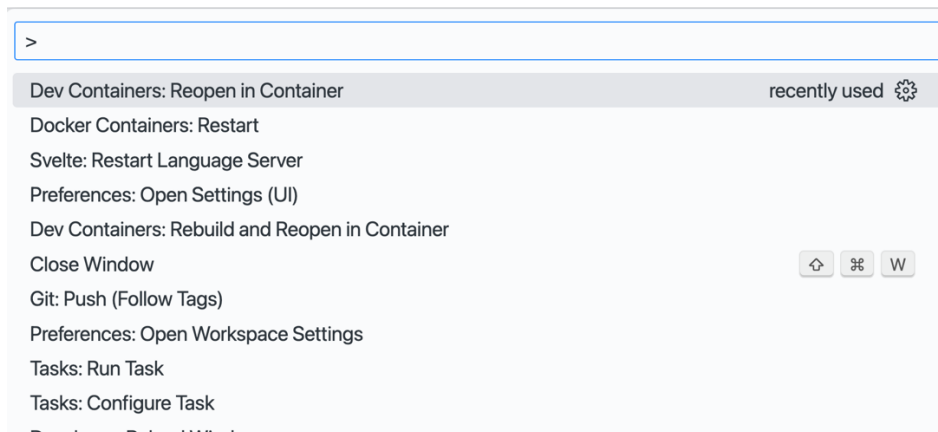 >
Dev Containers: Reopen in Container recently used
Docker Containers: Restart
Svelte: Restart Language Server
Preferences: Open Settings (UI)
Dev Containers: Rebuild and Reopen in Container
Close Window ⇧ ⌘ W
Git: Push (Follow Tags)
Preferences: Open Workspace Settings
Tasks: Run Task
Tasks: Configure Task